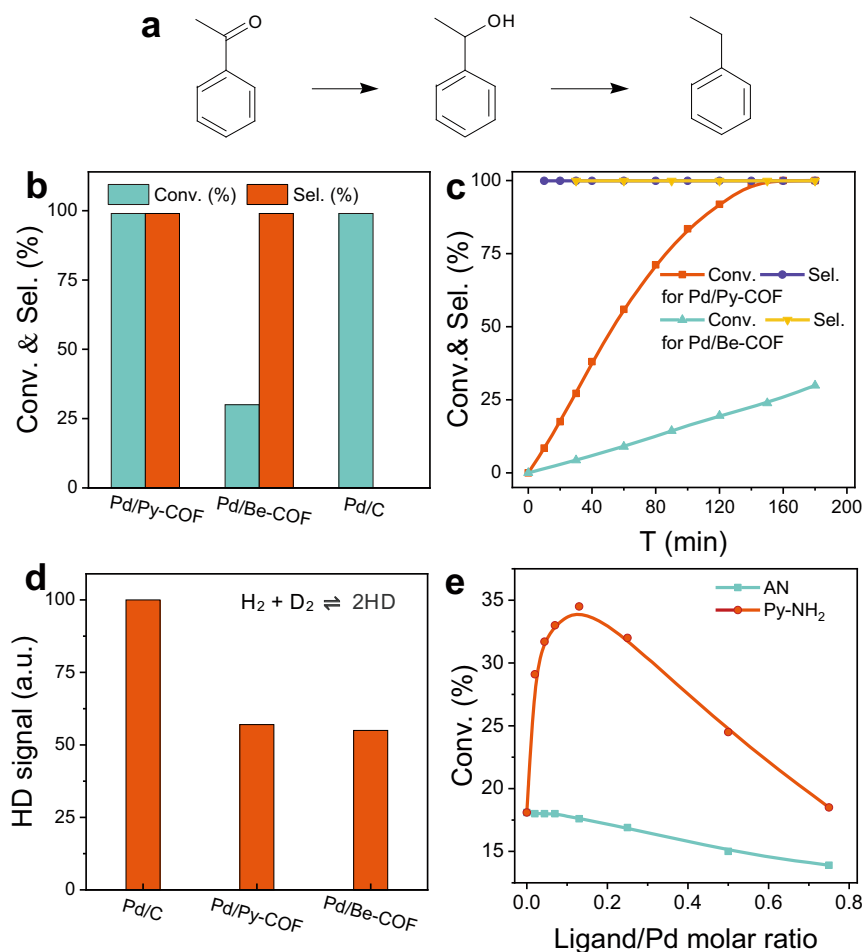 a
O
OH
b
Conv. (%) Sel. (%)
Conv. & Sel. (%)
100
75
50
25
0
Pd/Py-COF Pd/Be-COF Pd/C
c
Conv.& Sel. (%)
100
75
50
25
0
Conv. Sel.
for Pd/Py-COF
Conv. Sel.
for Pd/Be-COF
0 40 80 120 160 200
T (min)
d
H₂ + D₂ ⇌ 2HD
HD signal (a.u.)
100
75
50
25
0
Pd/C Pd/Py-COF Pd/Be-COF
e
AN
Py-NH₂
Conv. (%)
35
30
25
20
15
0.0 0.2 0.4 0.6 0.8
Ligand/Pd molar ratio